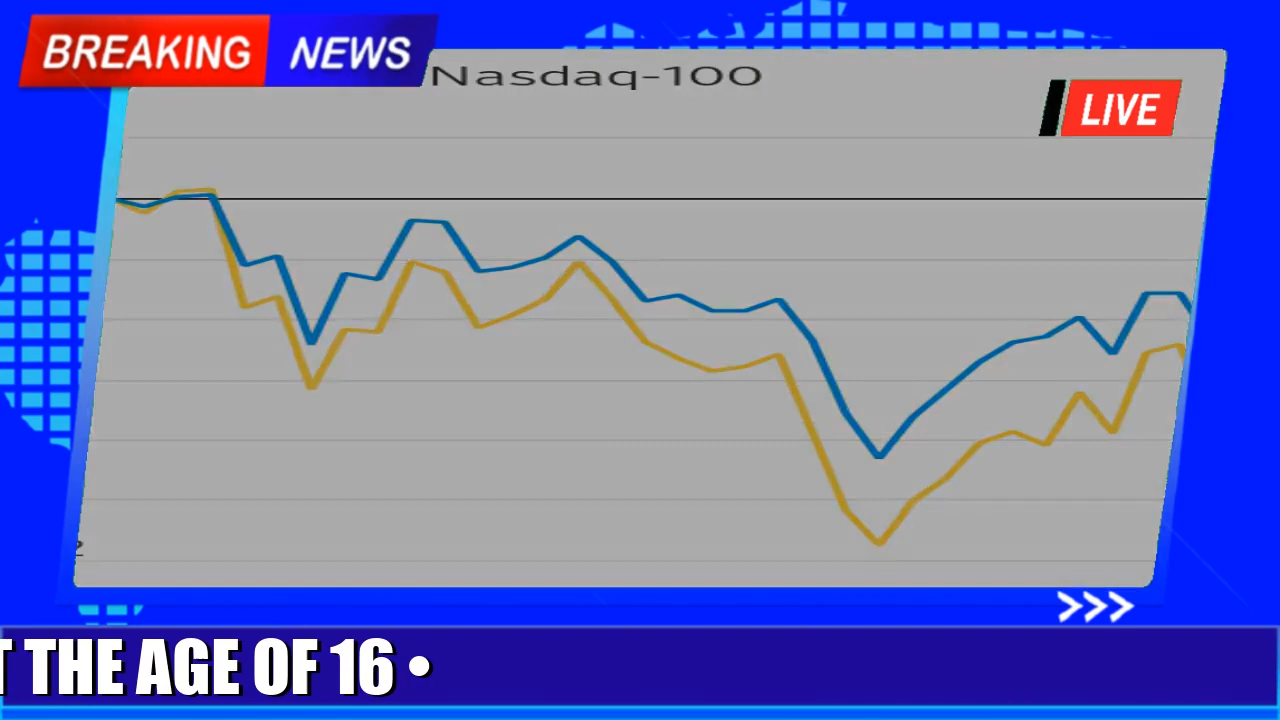 BREAKING NEWS
Nasdaq-100
LIVE
THE AGE OF 16 •